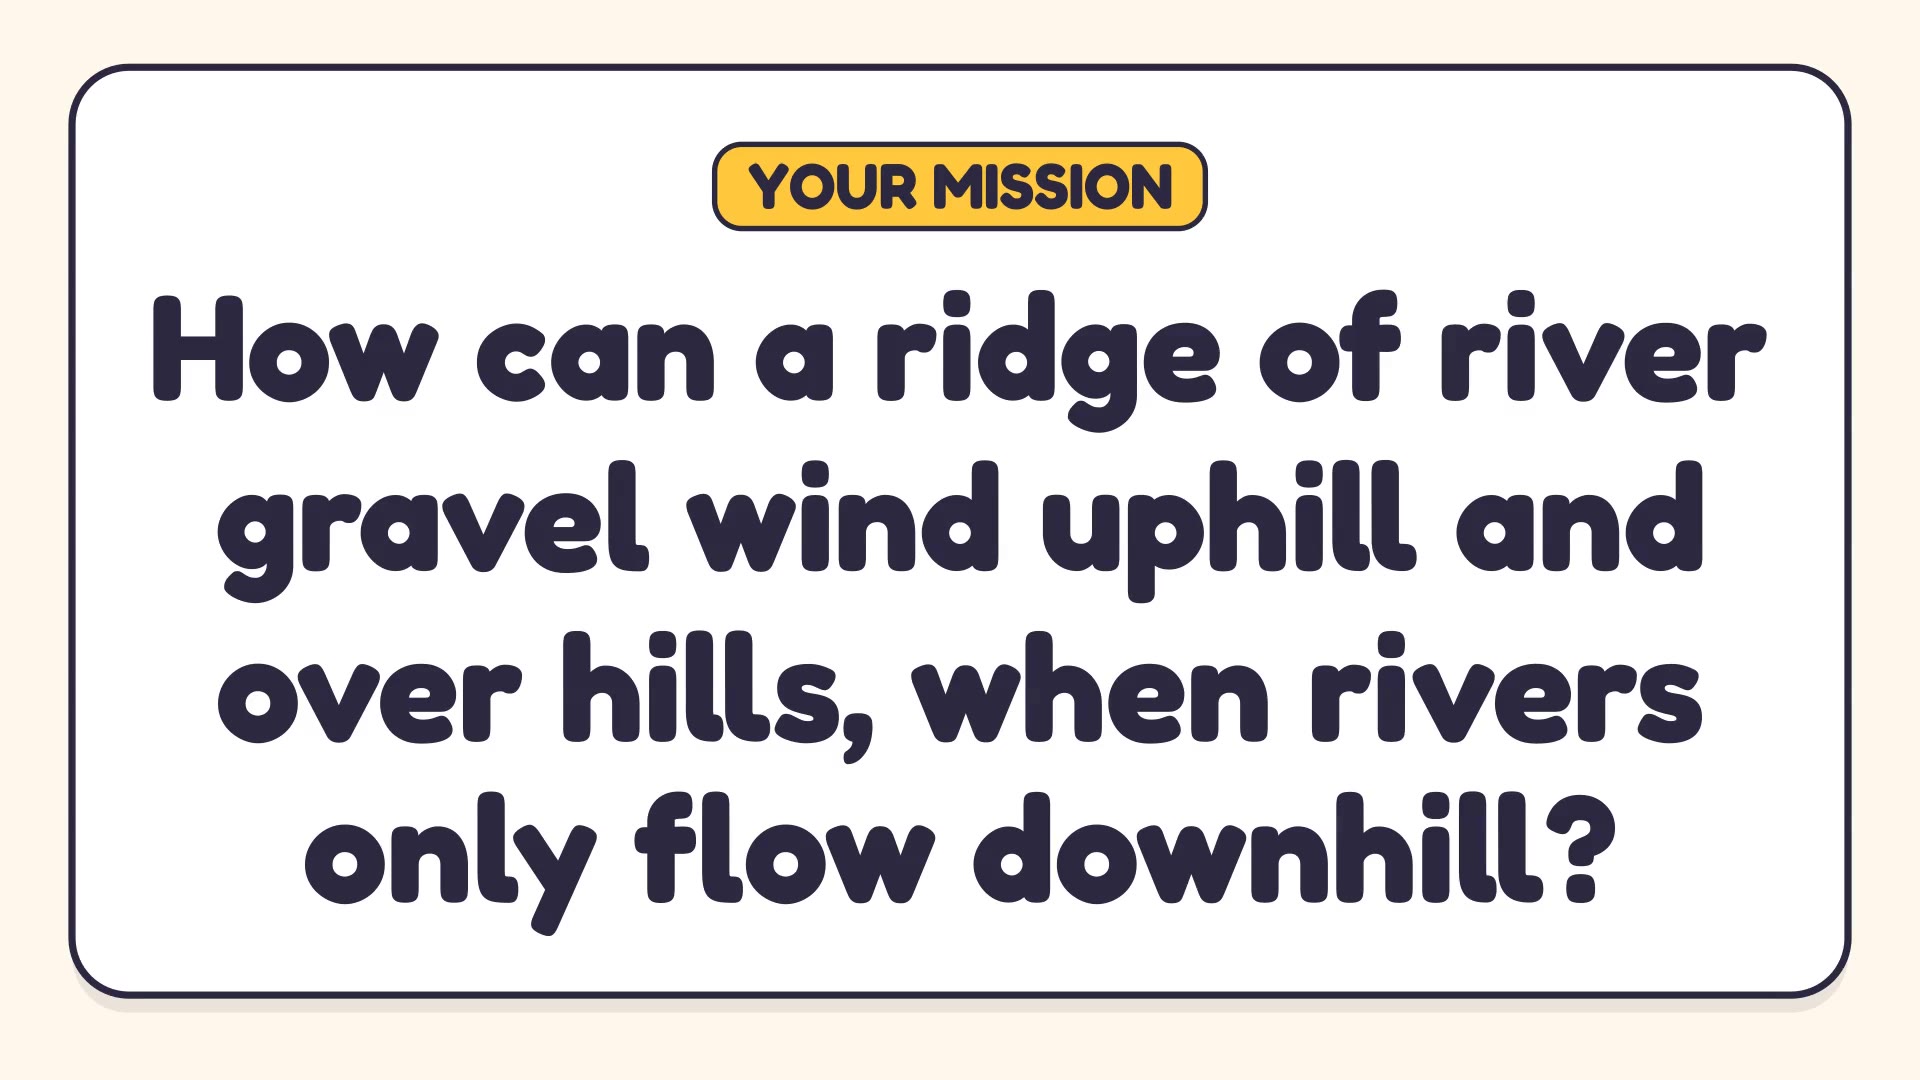 YOUR MISSION
How can a ridge of river
gravel wind uphill and
over hills, when rivers
only flow downhill?